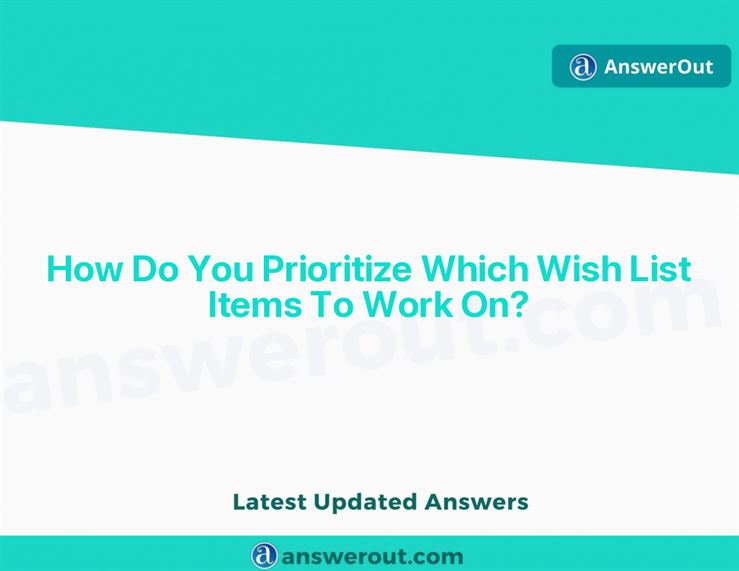 AnswerOut
How Do You Prioritize Which Wish List
Items To Work On?
answerout.com
Latest Updated Answers
answerout.com